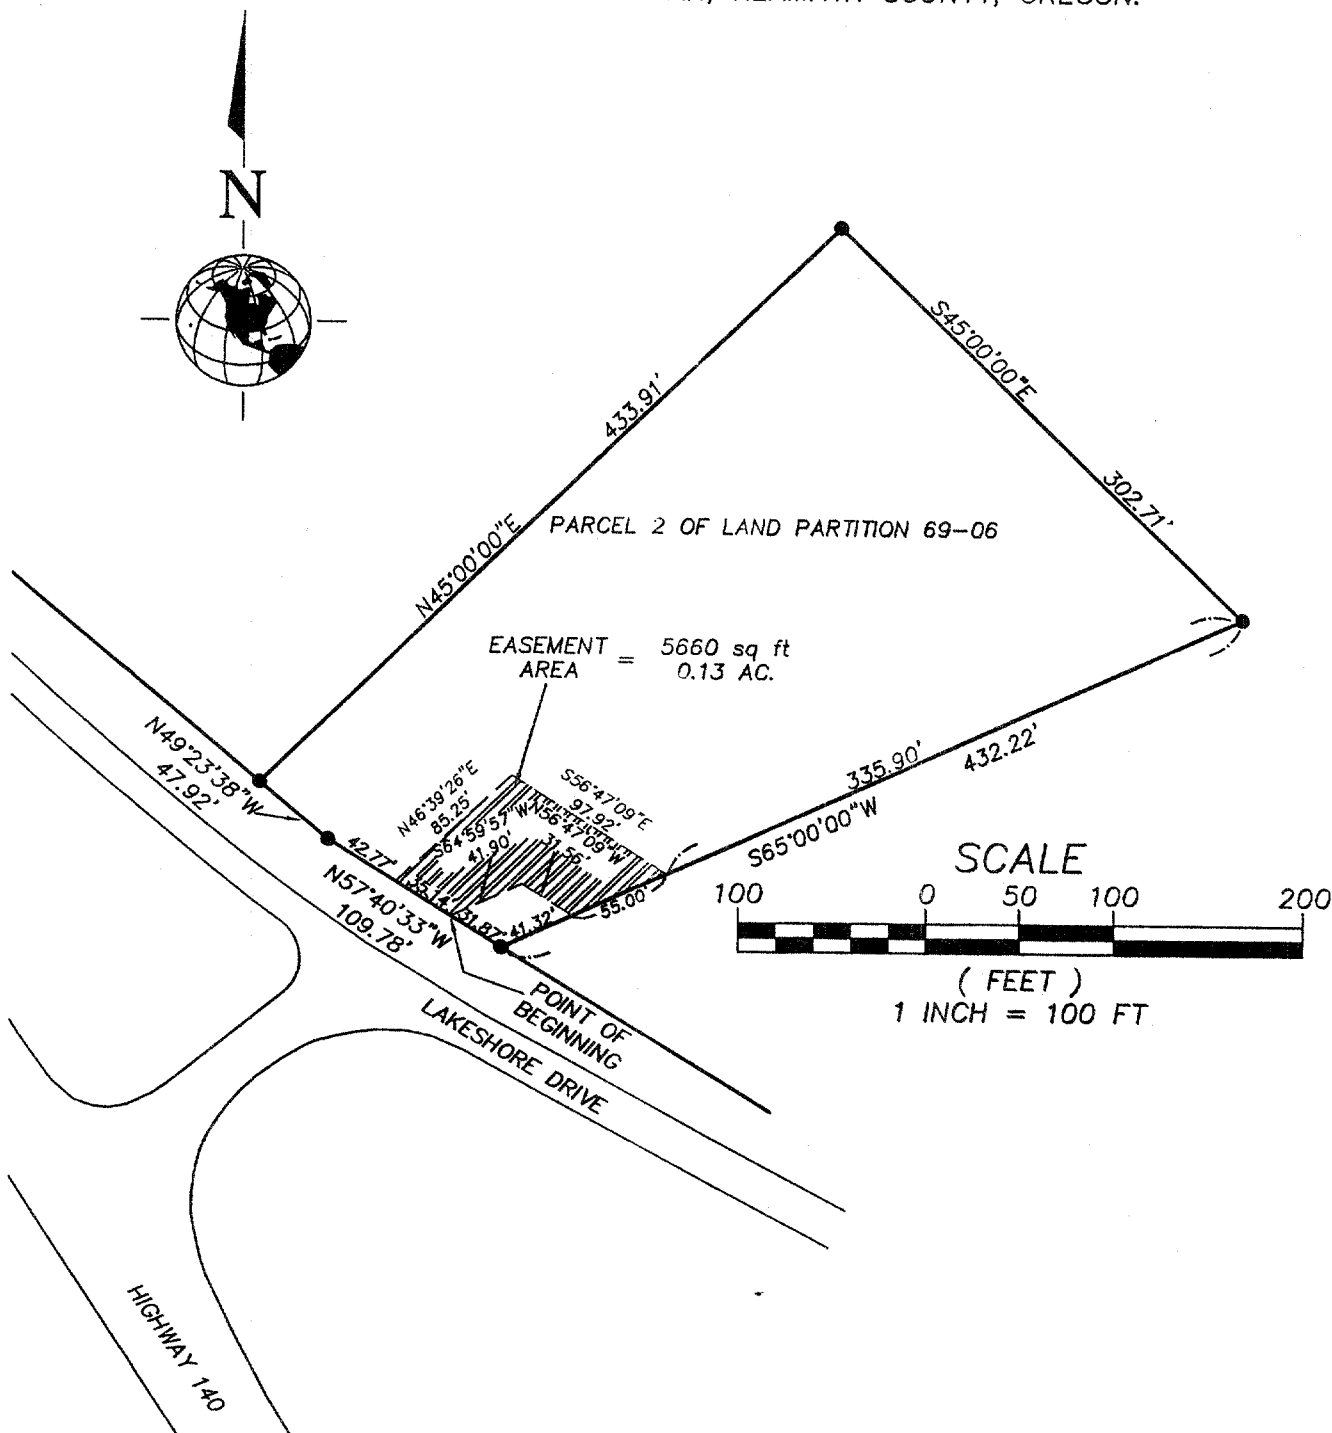 COUNTY, OREGON.
N
S45°00'00"E
433.91'
302.71'
N45°00'00"E
PARCEL 2 OF LAND PARTITION 69-06
EASEMENT AREA = 5660 sq ft
0.13 AC.
N49°23'38"W
47.92'
N46°39'26"E
85.25'
S56°47'09"E
97.92'
S64°59'57"W
41.90'
N56°47'09"W
31.56'
335.90'
432.22'
S65°00'00"W
42.77'
35.14'
31.87'
41.32'
55.00'
N57°40'33"W
109.78'
POINT OF
BEGINNING
LAKESHORE DRIVE
SCALE
100 0 50 100 200
( FEET )
1 INCH = 100 FT
HIGHWAY 140